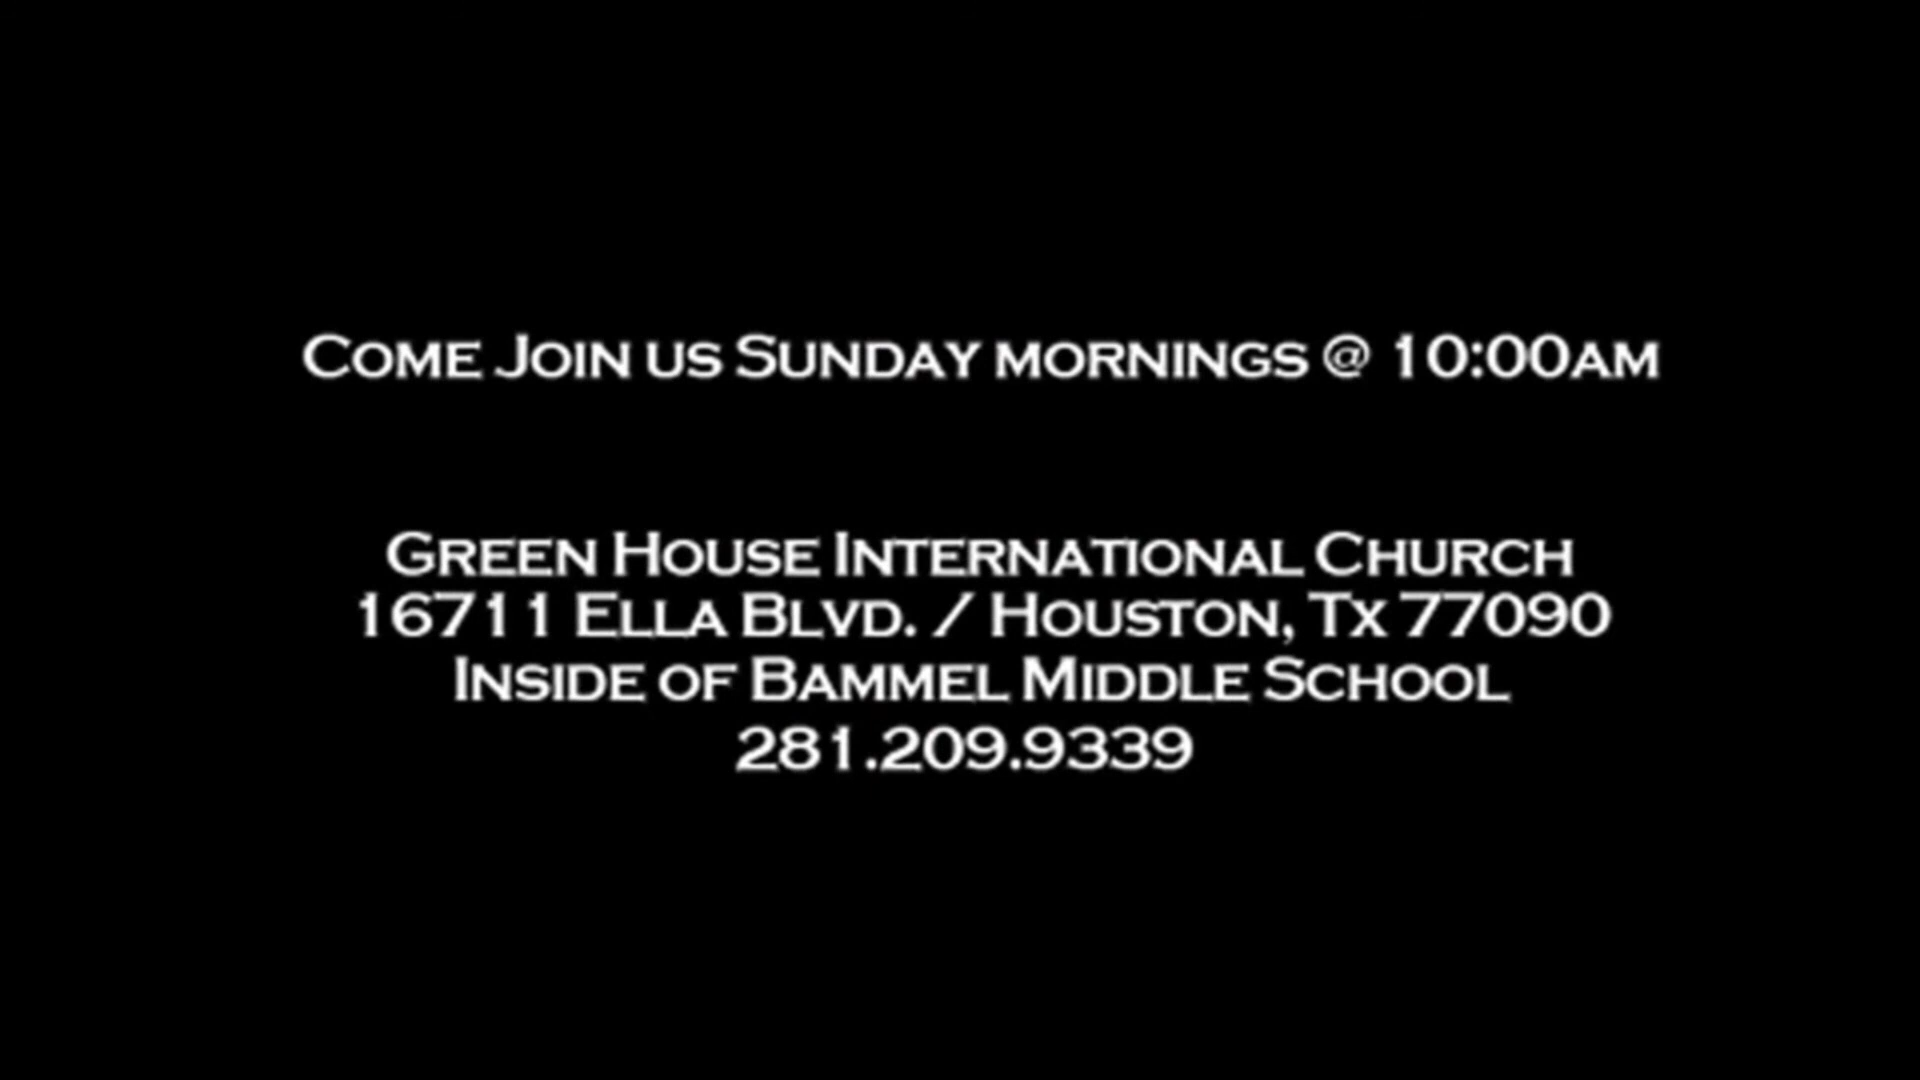 Come Join us Sunday mornings @ 10:00am
Green House International Church
16711 Ella Blvd. / Houston, Tx 77090
Inside of Bammel Middle School
281.209.9339